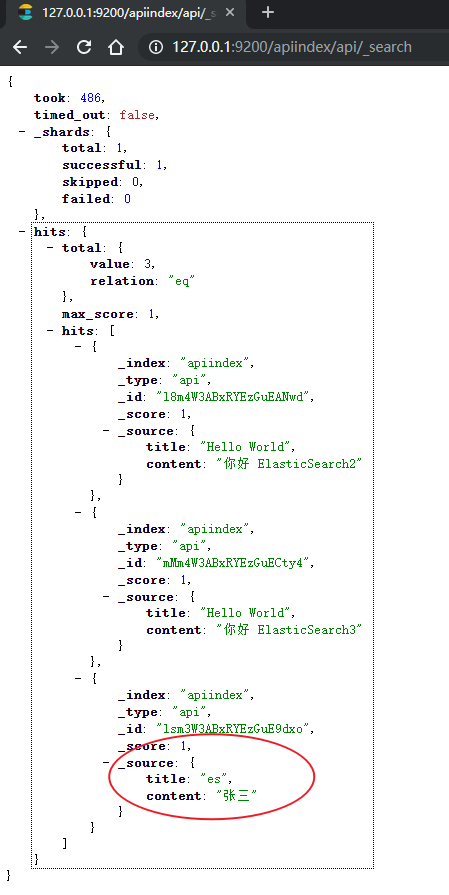 127.0.0.1:9200/apiindex/api/_s
127.0.0.1:9200/apiindex/api/_search
{
took: 486,
timed_out: false,
- _shards: {
total: 1,
successful: 1,
skipped: 0,
failed: 0
},
- hits: {
- total: {
value: 3,
relation: "eq"
},
max_score: 1,
- hits: [
- {
_index: "apiindex",
_type: "api",
_id: "l8m4W3ABxRYEzGuEANwd",
_score: 1,
- _source: {
title: "Hello World",
content: "你好 ElasticSearch2"
}
},
- {
_index: "apiindex",
_type: "api",
_id: "mMm4W3ABxRYEzGuECty4",
_score: 1,
- _source: {
title: "Hello World",
content: "你好 ElasticSearch3"
}
},
- {
_index: "apiindex",
_type: "api",
_id: "lsm3W3ABxRYEzGuE9dxo",
_score: 1,
- _source: {
title: "es",
content: "张三"
}
}
]
}
}